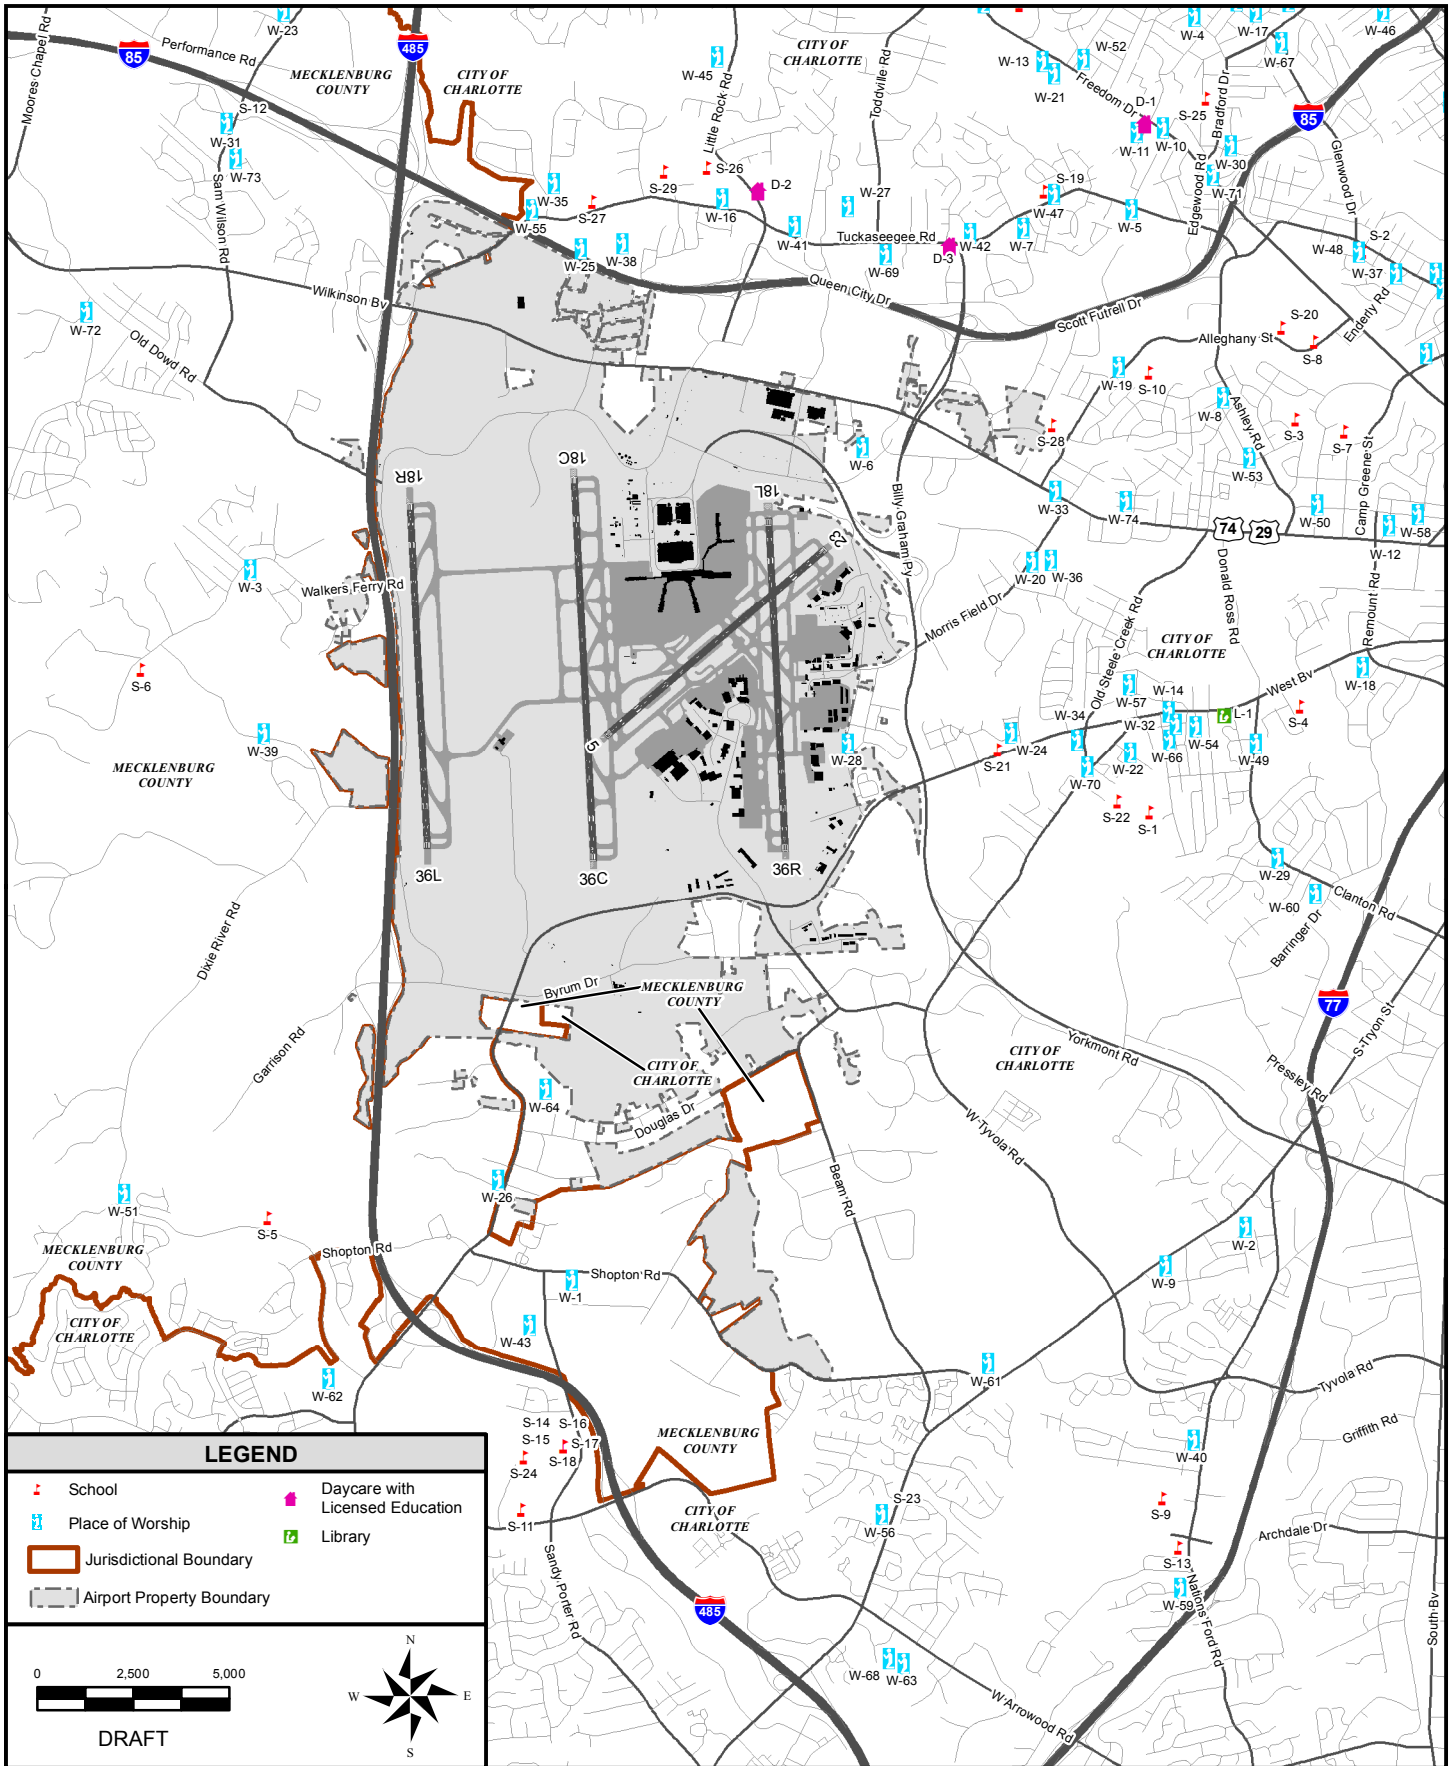 W-23
Moores Chapel Rd
85
Performance Rd
MECKLENBURG
COUNTY
485
CITY OF
CHARLOTTE
W-45
Little Rock Rd
CITY OF
CHARLOTTE
Toddville Rd
W-13
W-21
W-52
Freedom Dr
D-1
W-11
W-10
S-25
Bradford Dr
W-4
W-17
W-67
W-46
85
S-12
W-31
W-73
Sam Wilson Rd
W-35
W-55
S-27
S-29
S-26
W-16
D-2
W-41
W-27
Tuckaseegee Rd
W-69
D-3
W-42
W-7
S-19
W-47
W-5
Edgewood Rd
W-30
W-71
Glenwood Dr
W-48
S-2
W-37
W-25
W-38
Queen City Dr
Scott Futrell Dr
Wilkinson Bv
W-72
Old Dowd Rd
Alleghany St
S-20
S-8
Enderly Rd
W-19
S-10
W-8
Ashley Rd
S-3
S-7
Camp Greene St
S-28
W-53
W-6
18R
18C
18L
23
Billy Graham Py
W-33
W-74
74
29
W-50
W-12
W-58
Donald Ross Rd
W-3
Walkers Ferry Rd
W-20
W-36
Morris Field Dr
Old Steele Creek Rd
CITY OF
CHARLOTTE
Remount Rd
W-18
S-6
W-57
W-14
West Bv
L-1
S-4
W-34
W-32
W-54
W-66
W-49
W-39
5
W-28
S-21
W-24
W-70
W-22
S-22
S-1
MECKLENBURG
COUNTY
36L
36C
36R
W-29
Clanton Rd
W-60
Barringer Dr
Dixie River Rd
Byrum Dr
MECKLENBURG
COUNTY
77
S Tryon St
Garrison Rd
CITY OF
CHARLOTTE
CITY OF
CHARLOTTE
Yorkmont Rd
Pressley Rd
W-64
Douglas Dr
W Tyvola Rd
Beam Rd
W-26
W-51
S-5
MECKLENBURG
COUNTY
Shopton Rd
W-2
W-9
Shopton Rd
W-1
CITY OF
CHARLOTTE
W-43
W-62
W-61
Tyvola Rd
Griffith Rd
S-14
S-16
S-15
S-17
S-18
S-24
MECKLENBURG
COUNTY
W-40
S-11
CITY OF
CHARLOTTE
S-23
W-56
S-9
Archdale Dr
S-13
W-59
Nations Ford Rd
Sandy Porter Rd
485
South Bv
W-68
W-63
W Arrowood Rd
LEGEND
School
Place of Worship
Daycare with
Licensed Education
Library
Jurisdictional Boundary
Airport Property Boundary
0
2,500
5,000
DRAFT
N
W
E
S